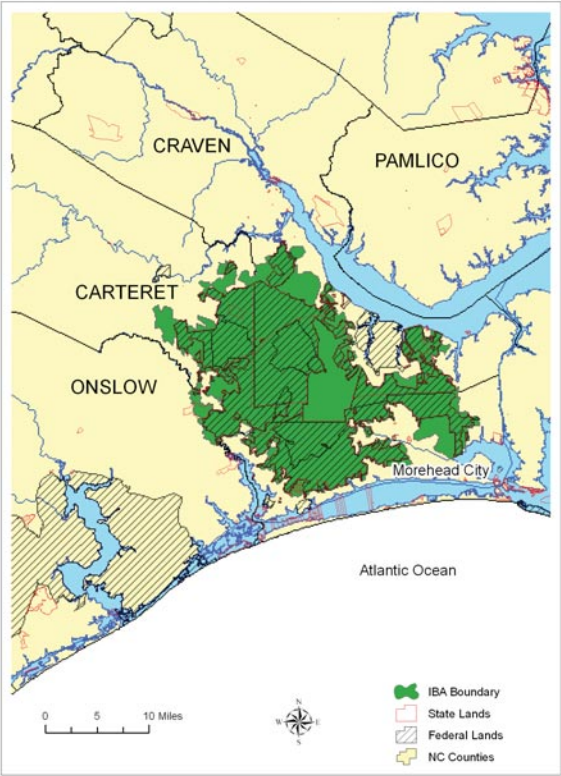 CRAVEN
PAMLICO
CARTERET
ONSLOW
Morehead City
Atlantic Ocean
N
W E
S
0 5 10 Miles
IBA Boundary
State Lands
Federal Lands
NC Counties